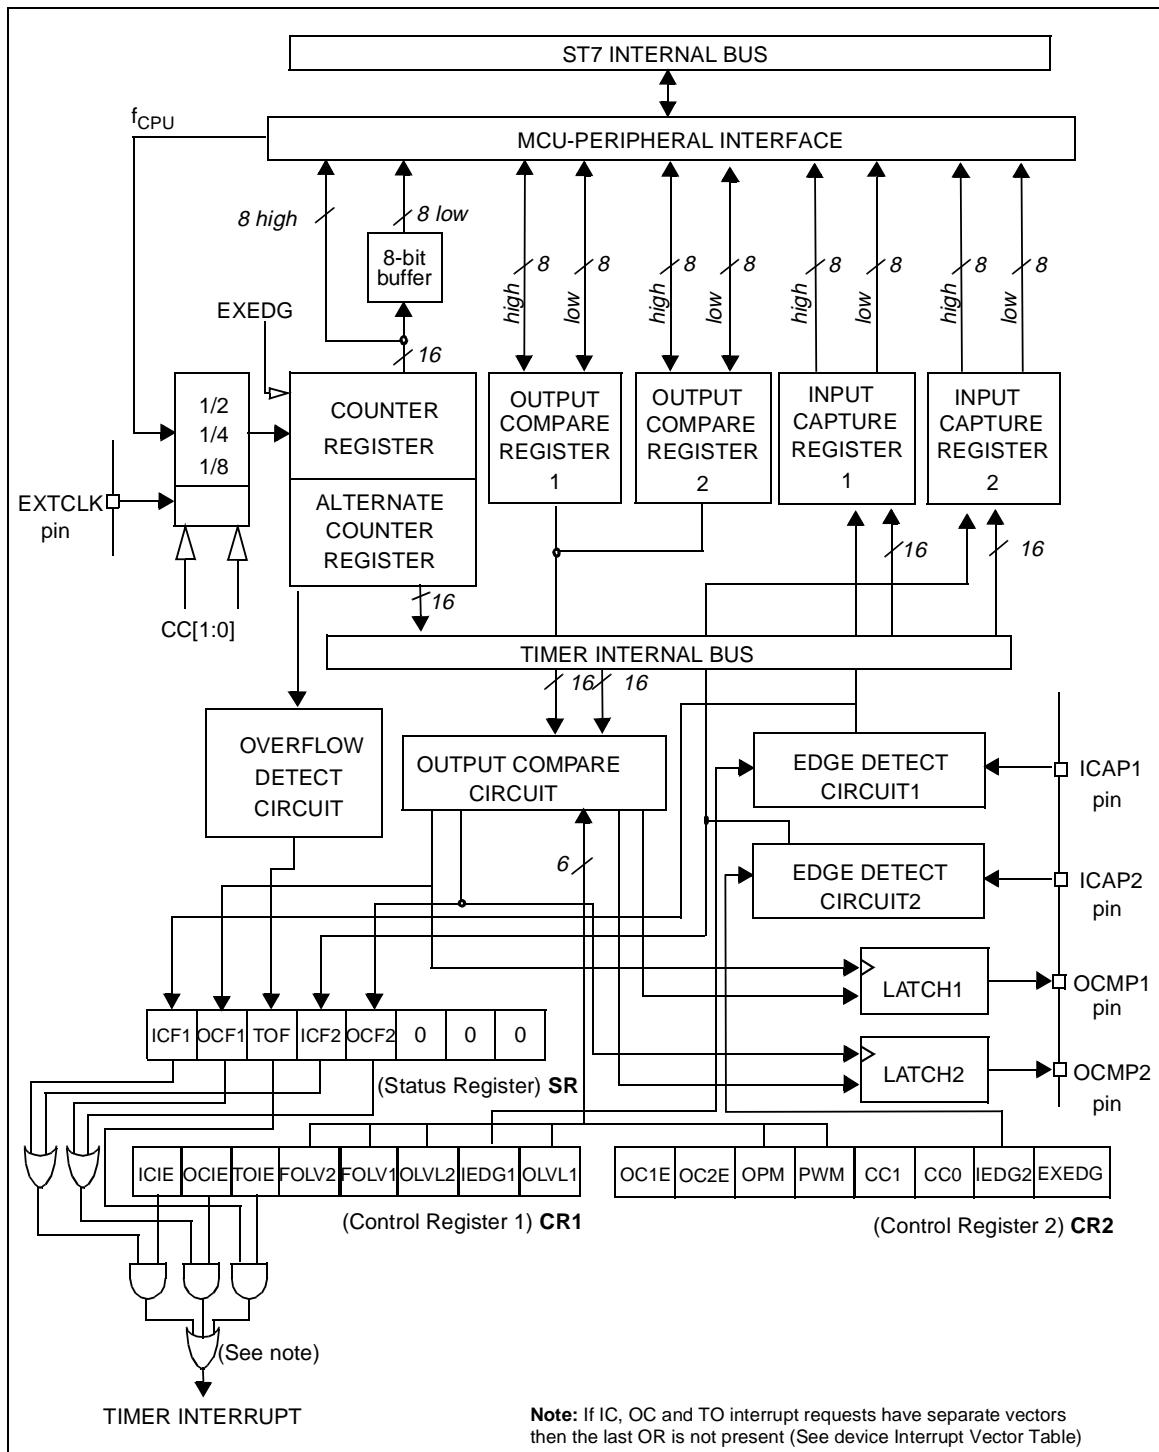 ST7 INTERNAL BUS
fCPU
MCU-PERIPHERAL INTERFACE
8 high
8 low
8-bit
buffer
8
8
8
8
8
8
8
8
high
low
high
low
high
low
high
low
EXEDG
16
1/2
1/4
1/8
COUNTER
REGISTER
OUTPUT
COMPARE
REGISTER
1
OUTPUT
COMPARE
REGISTER
2
INPUT
CAPTURE
REGISTER
1
INPUT
CAPTURE
REGISTER
2
EXTCLK
pin
ALTERNATE
COUNTER
REGISTER
16
16
16
CC[1:0]
TIMER INTERNAL BUS
16
16
OVERFLOW
DETECT
CIRCUIT
OUTPUT COMPARE
CIRCUIT
EDGE DETECT
CIRCUIT1
ICAP1
pin
6
EDGE DETECT
CIRCUIT2
ICAP2
pin
LATCH1
OCMP1
pin
ICF1 OCF1 TOF ICF2 OCF2 0 0 0
(Status Register) SR
LATCH2
OCMP2
pin
ICIE OCIE TOIE FOLV2 FOLV1 OLVL2 IEDG1 OLVL1
OC1E OC2E OPM PWM CC1 CC0 IEDG2 EXEDG
(Control Register 1) CR1
(Control Register 2) CR2
(See note)
TIMER INTERRUPT
Note: If IC, OC and TO interrupt requests have separate vectors
then the last OR is not present (See device Interrupt Vector Table)